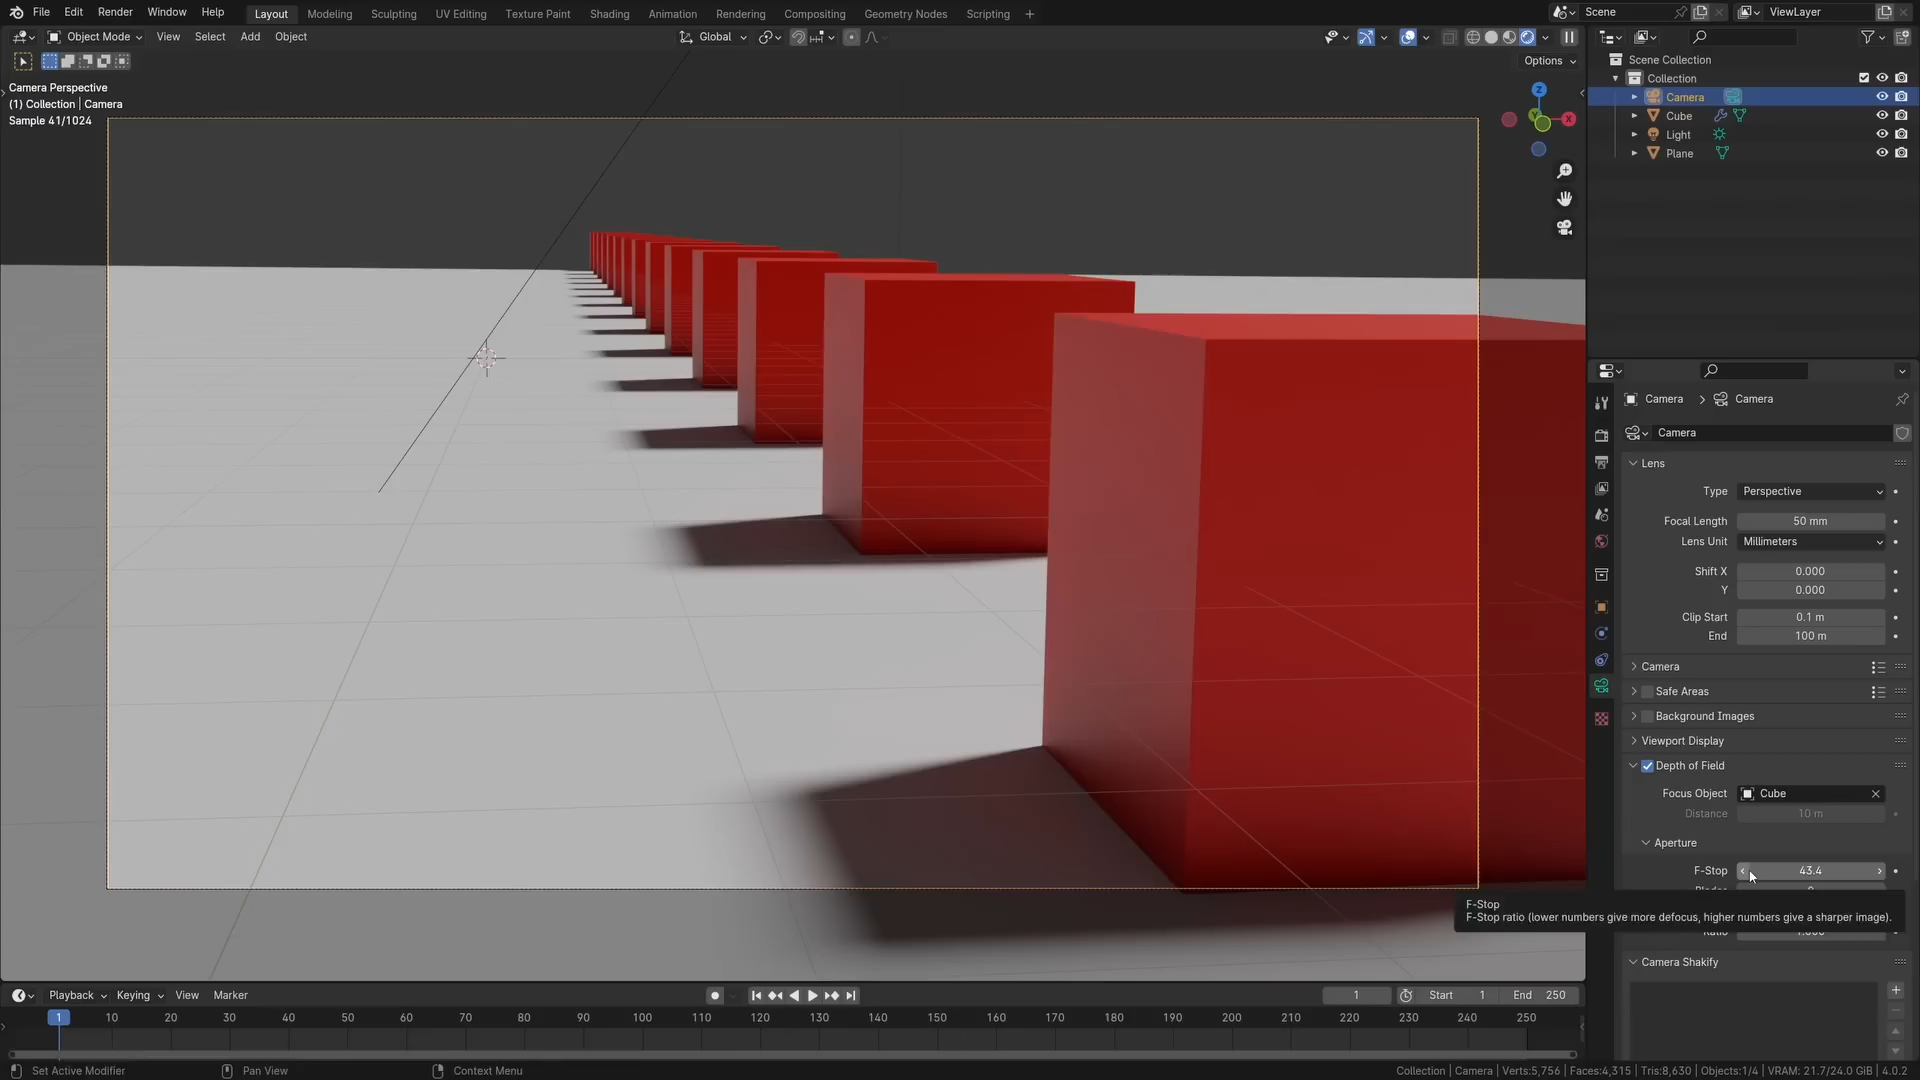 File Edit Render Window Help Layout Modeling Sculpting UV Editing Texture Paint Shading Animation Rendering Compositing Geometry Nodes Scripting + Scene ViewLayer
Object Mode View Select Add Object Global
Options
Camera Perspective
(1) Collection | Camera
Sample 41/1024
Z
Y
X
Scene Collection
Collection
Camera
Cube
Light
Plane
Camera > Camera
Camera
Lens
Type Perspective
Focal Length 50 mm
Lens Unit Millimeters
Shift X 0.000
Y 0.000
Clip Start 0.1 m
End 100 m
Camera
Safe Areas
Background Images
Viewport Display
Depth of Field
Focus Object Cube
Distance 10 m
Aperture
F-Stop 43.4
F-Stop
F-Stop ratio (lower numbers give more defocus, higher numbers give a sharper image).
Camera Shakify
Playback Keying View Marker 1 Start 1 End 250
1 10 20 30 40 50 60 70 80 90 100 110 120 130 140 150 160 170 180 190 200 210 220 230 240 250
Set Active Modifier Pan View Context Menu Collection | Camera | Verts:5,756 | Faces:4,315 | Tris:8,630 | Objects:1/4 | VRAM: 21.7/24.0 GiB | 4.0.2